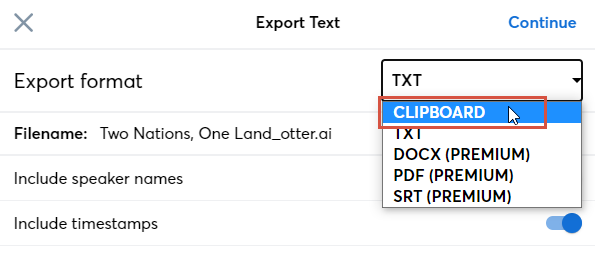 Export Text
Continue
Export format
TXT
CLIPBOARD
TXT
DOCX (PREMIUM)
PDF (PREMIUM)
SRT (PREMIUM)
Filename: Two Nations, One Land_otter.ai
Include speaker names
Include timestamps